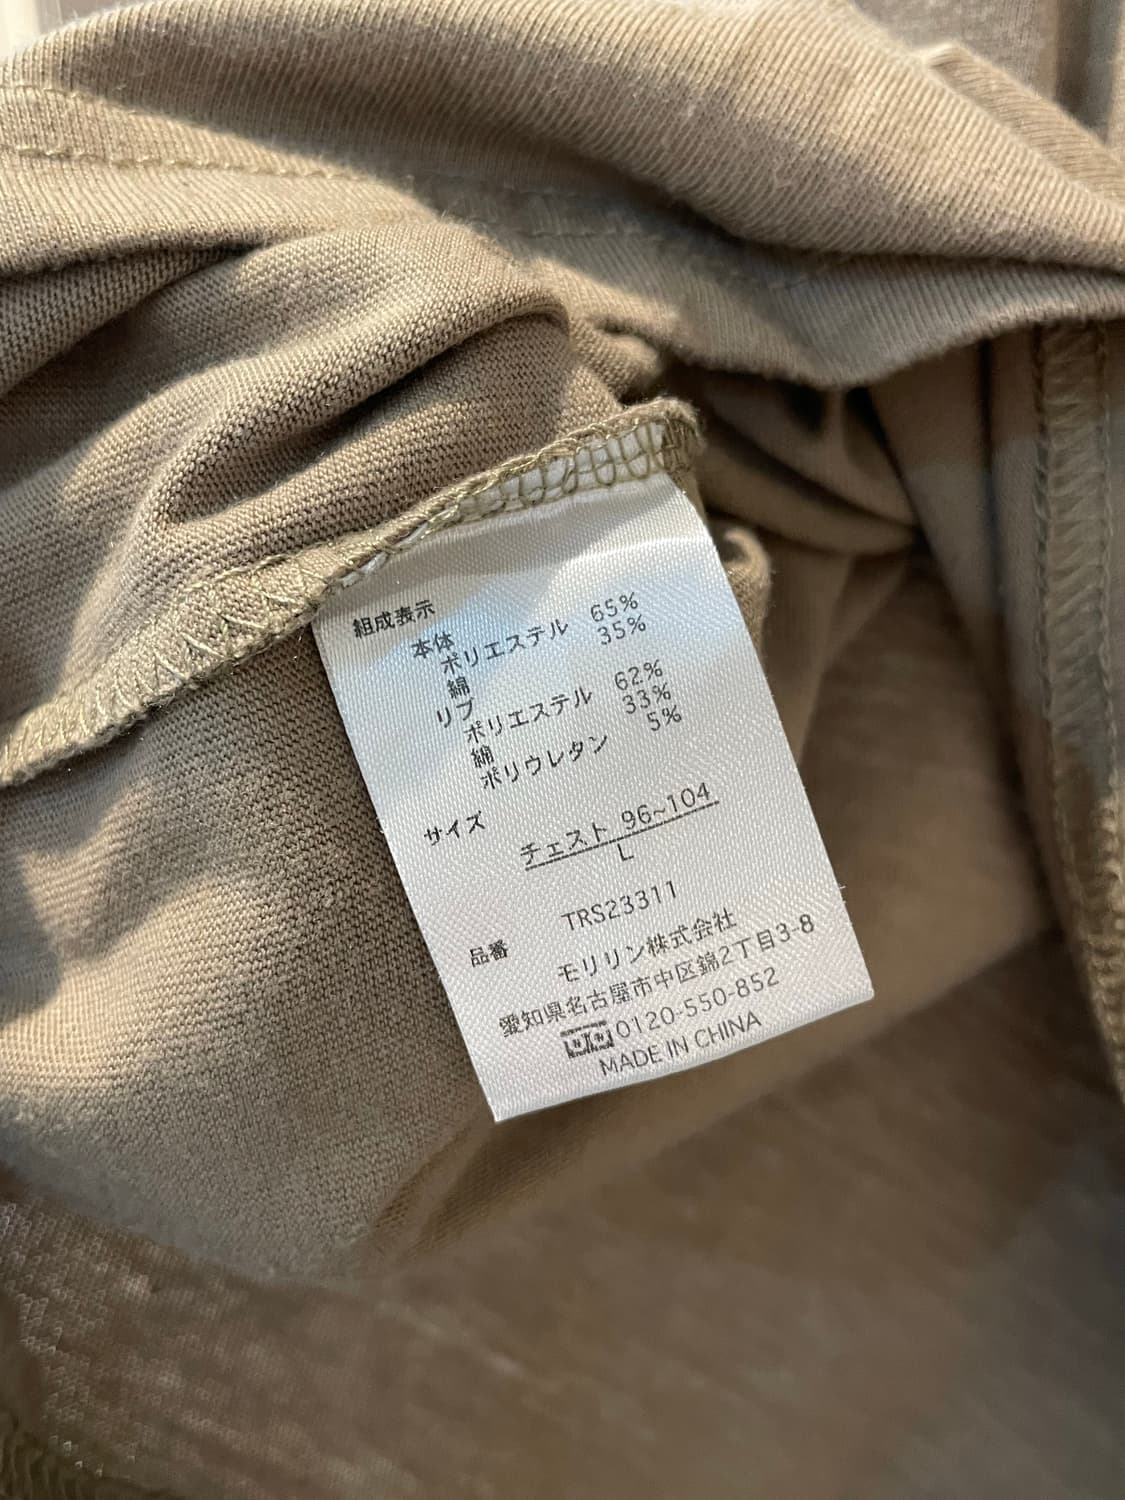 組成表示
本体
ポリエステル 65%
綿 35%
リブ
ポリエステル 62%
綿 33%
ポリウレタン 5%
サイズ
チェスト 96~104
L
品番 TRS23311
モリリン株式会社
愛知県名古屋市中区錦2丁目3-8
0120-550-852
MADE IN CHINA